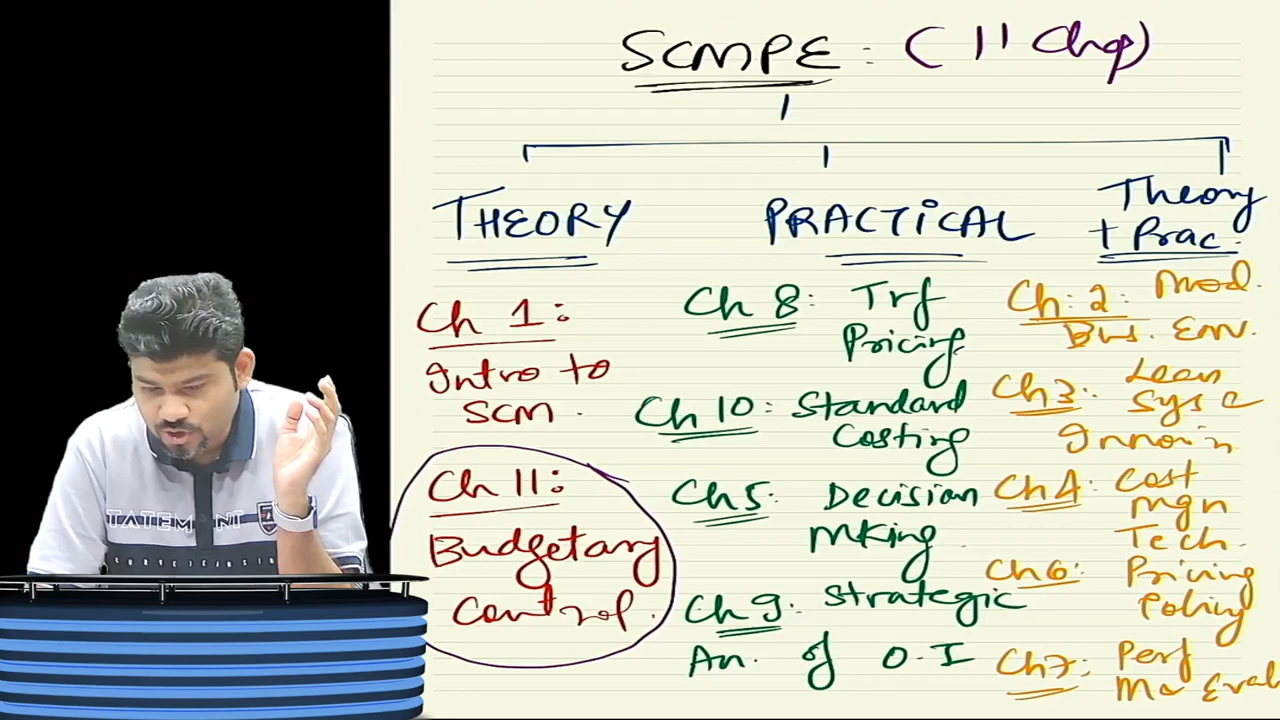 SCMPE: (11 Chp)
THEORY
PRACTICAL
Theory
+ Prac.
Ch 1:
Intro to
SCM.
Ch 11:
Budgetary
Control.
Ch 8: Trf
Pricing
Ch 10: Standard
Costing
Ch 5. Decision
Mking
Ch 9. Strategic
An. of O.I
Ch: 2: Mod.
Bus. Env.
Ch 3: Lean
Sys &
Innov'n
Ch 4: Cost
Mgn
Tech.
Ch 6: Pricing
Policy
Ch 7: Perf
Eval
TATEMENT